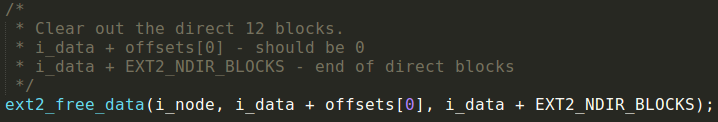 /*
 * Clear out the direct 12 blocks.
 * i_data + offsets[0] - should be 0
 * i_data + EXT2_NDIR_BLOCKS - end of direct blocks
 */
ext2_free_data(i_node, i_data + offsets[0], i_data + EXT2_NDIR_BLOCKS);